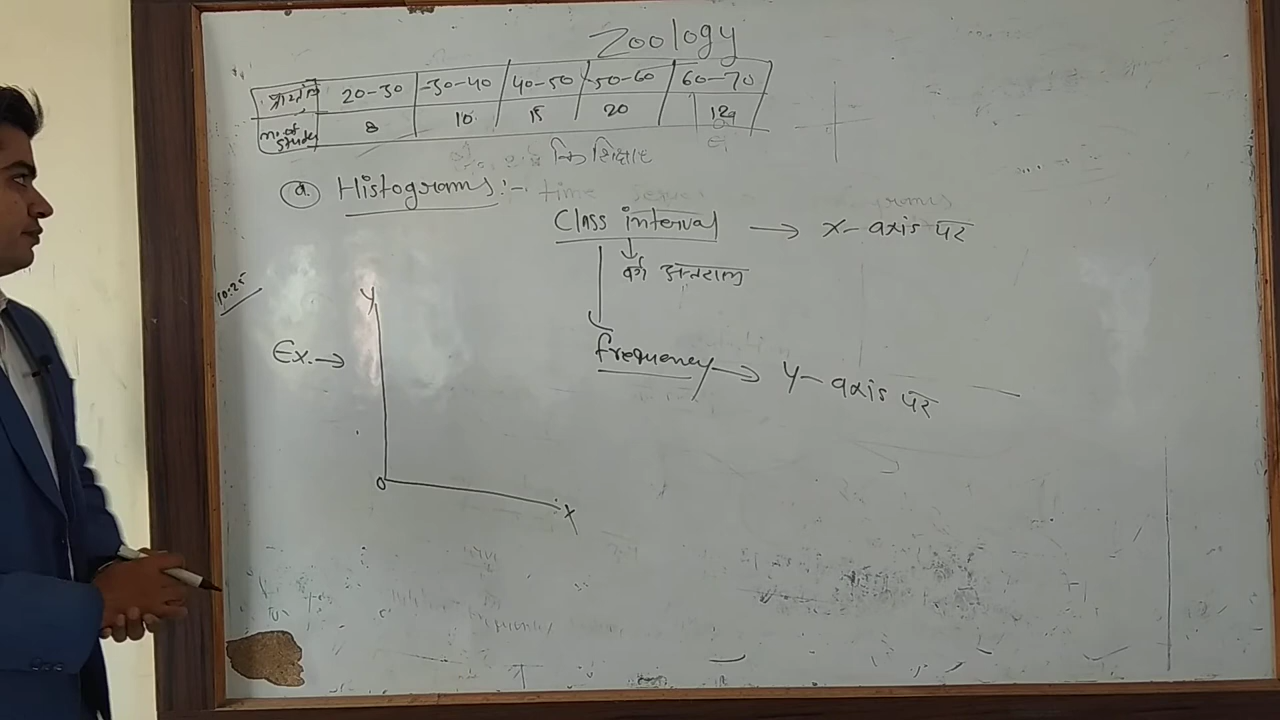 Zoology
प्राप्तांक 20-30 30-40 40-50 50-60 60-70
no. of 8 10 15 20 12
(a) Histograms :-
Class interval → x-axis पर
वर्ग अन्तराल
10:25
Y
Ex. →
frequency → y-axis पर
0
X